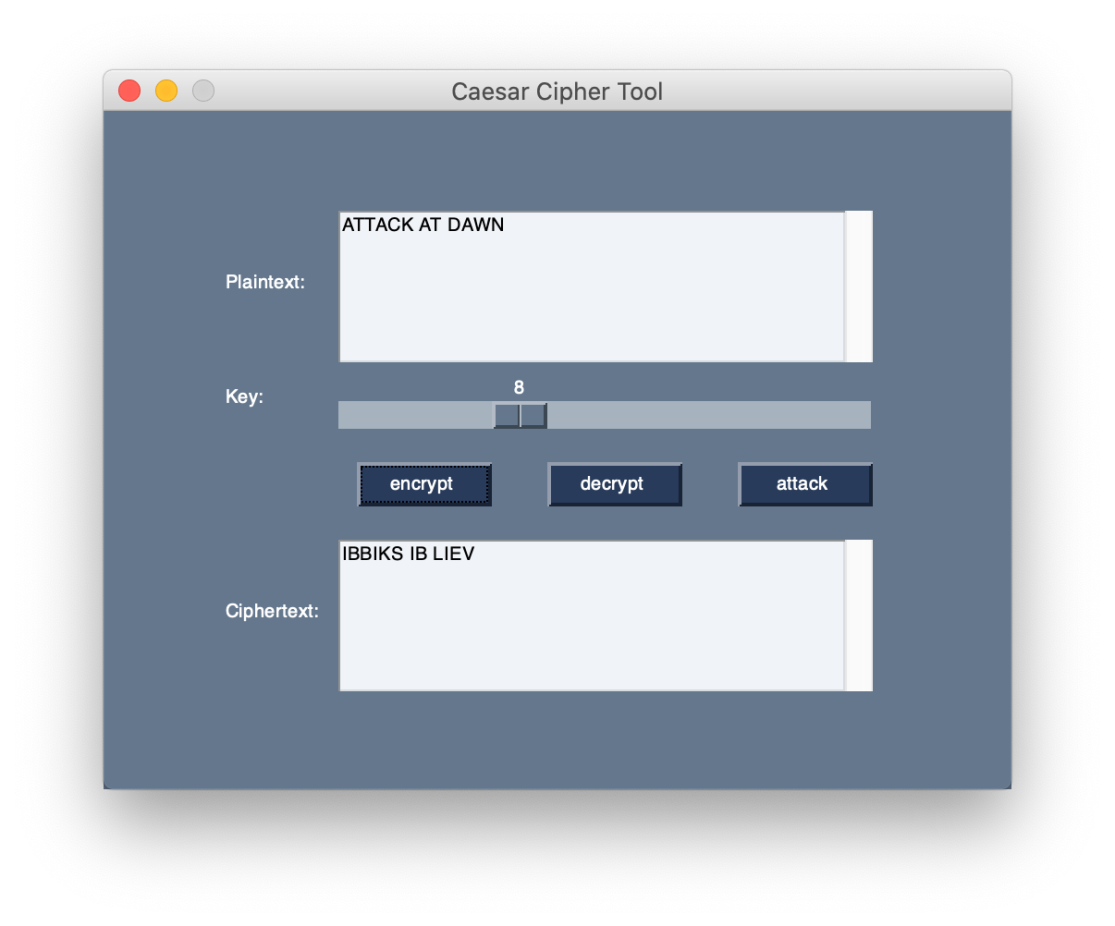 Caesar Cipher Tool
Plaintext:
ATTACK AT DAWN
Key:
8
encrypt
decrypt
attack
Ciphertext:
IBBIKS IB LIEV